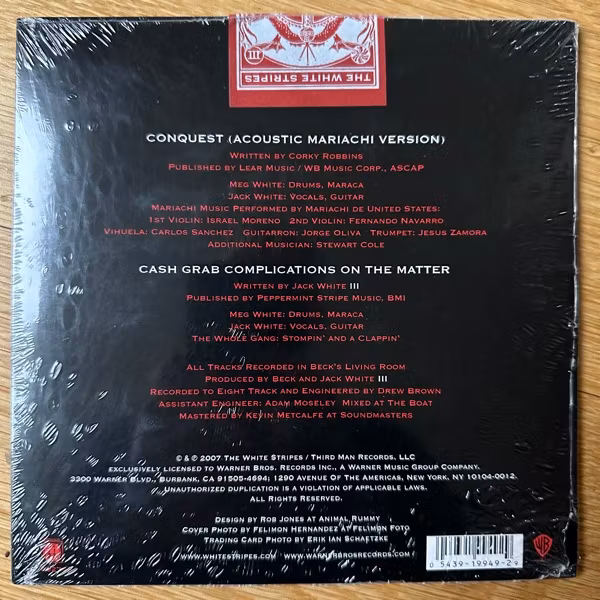 THE WHITE STRIPES
III
CONQUEST (ACOUSTIC MARIACHI VERSION)
WRITTEN BY CORKY ROBBINS
PUBLISHED BY LEAR MUSIC / WB MUSIC CORP., ASCAP
MEG WHITE: DRUMS, MARACA
JACK WHITE: VOCALS, GUITAR
MARIACHI MUSIC PERFORMED BY MARIACHI DE UNITED STATES:
1ST VIOLIN: ISRAEL MORENO 2ND VIOLIN: FERNANDO NAVARRO
VIHUELA: CARLOS SANCHEZ GUITARRON: JORGE OLIVA TRUMPET: JESUS ZAMORA
ADDITIONAL MUSICIAN: STEWART COLE
CASH GRAB COMPLICATIONS ON THE MATTER
WRITTEN BY JACK WHITE III
PUBLISHED BY PEPPERMINT STRIPE MUSIC, BMI
MEG WHITE: DRUMS, MARACA
JACK WHITE: VOCALS, GUITAR
THE WHOLE GANG: STOMPIN' AND A CLAPPIN'
ALL TRACKS RECORDED IN BECK'S LIVING ROOM
PRODUCED BY BECK AND JACK WHITE III
RECORDED TO EIGHT TRACK AND ENGINEERED BY DREW BROWN
ASSISTANT ENGINEER: ADAM MOSELEY MIXED AT THE BOAT
MASTERED BY KEVIN METCALFE AT SOUNDMASTERS
© & ℗ 2007 THE WHITE STRIPES / THIRD MAN RECORDS, LLC
EXCLUSIVELY LICENSED TO WARNER BROS. RECORDS INC., A WARNER MUSIC GROUP COMPANY.
3300 WARNER BLVD., BURBANK, CA 91505-4694; 1290 AVENUE OF THE AMERICAS, NEW YORK, NY 10104-0012.
UNAUTHORIZED DUPLICATION IS A VIOLATION OF APPLICABLE LAWS.
ALL RIGHTS RESERVED.
DESIGN BY ROB JONES AT ANIMAL RUMMY
COVER PHOTO BY FELIMON HERNANDEZ AT FELIMON FOTO
TRADING CARD PHOTO BY ERIK IAN SCHAETZKE
WWW.WHITESTRIPES.COM WWW.WARNERBROSRECORDS.COM
WB
0 5439-19949-2 9